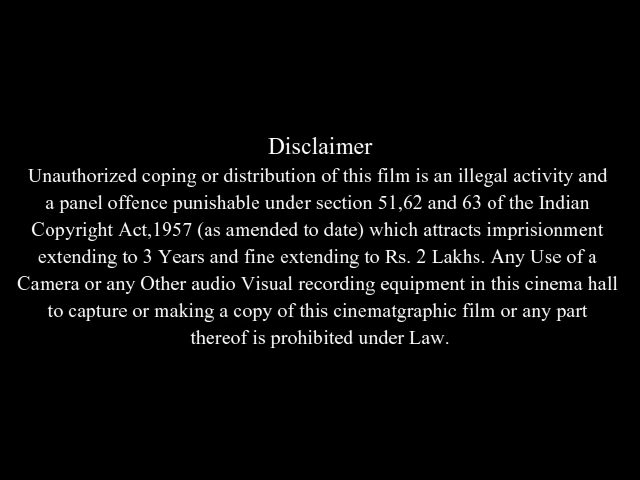 Disclaimer
Unauthorized coping or distribution of this film is an illegal activity and
a panel offence punishable under section 51,62 and 63 of the Indian
Copyright Act,1957 (as amended to date) which attracts imprisionment
extending to 3 Years and fine extending to Rs. 2 Lakhs. Any Use of a
Camera or any Other audio Visual recording equipment in this cinema hall
to capture or making a copy of this cinematgraphic film or any part
thereof is prohibited under Law.